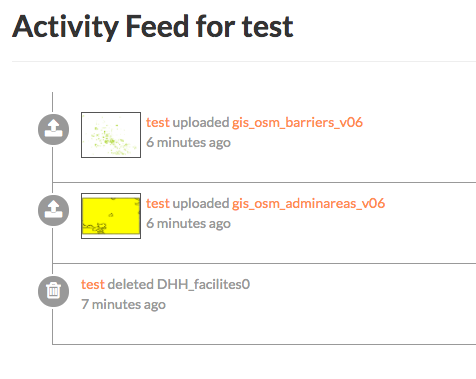 Activity Feed for test
test uploaded gis_osm_barriers_v06
6 minutes ago
test uploaded gis_osm_adminareas_v06
6 minutes ago
test deleted DHH_facilites0
7 minutes ago